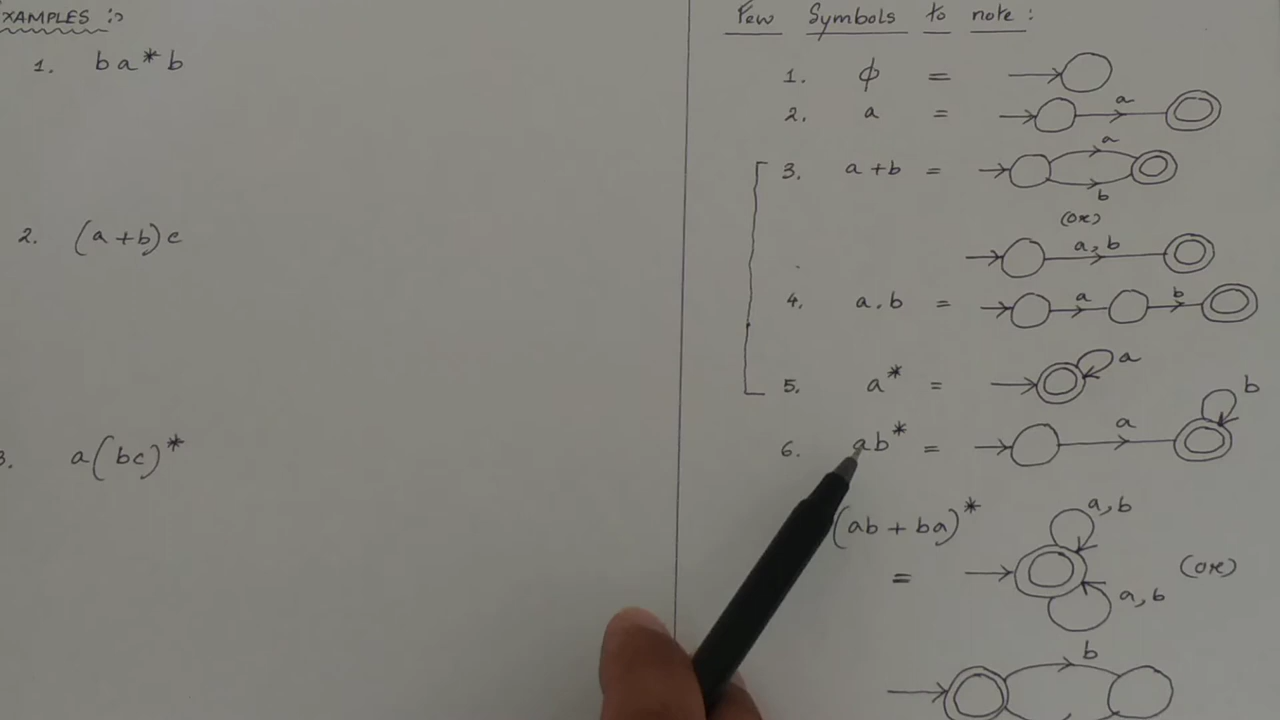 XAMPLES :>
1. ba*b
2. (a+b)c
3. a(bc)*
Few Symbols to note :
1. ϕ =
2. a = a
3. a+b = a
b
(or)
a, b
4. a.b = a b
5. a* = a
6. ab* = a b
(ab + ba)* a, b
= (or)
a, b
b